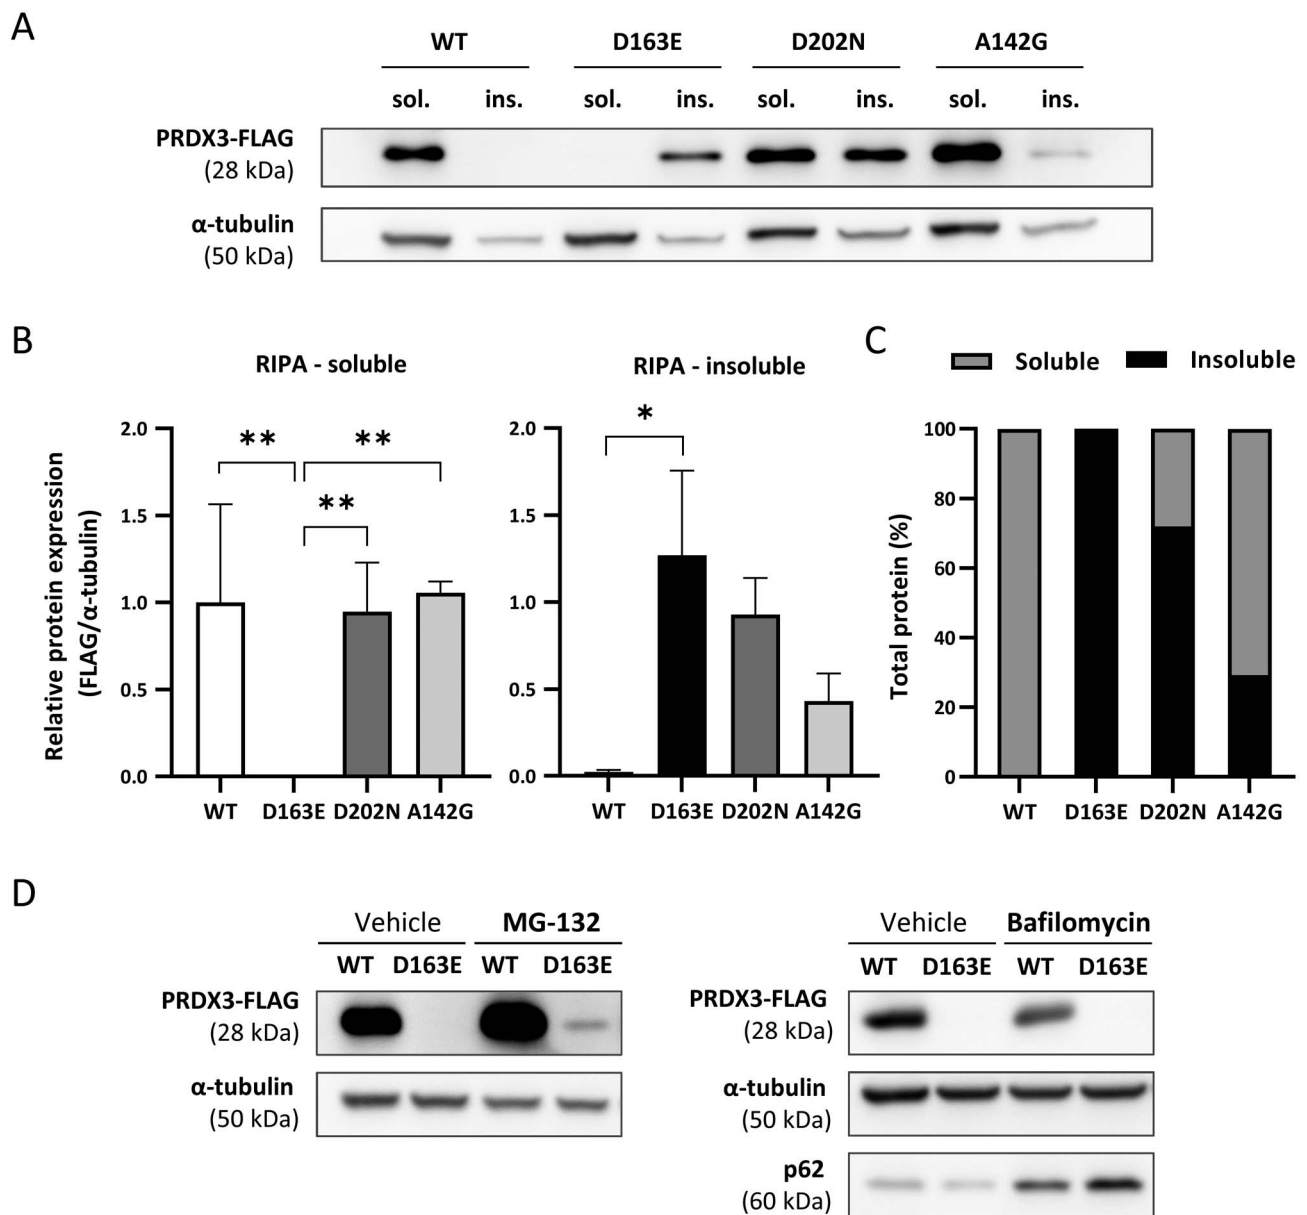 A
WT D163E D202N A142G
sol. ins. sol. ins. sol. ins. sol. ins.
PRDX3-FLAG
(28 kDa)
α-tubulin
(50 kDa)
B
RIPA - soluble
Relative protein expression
(FLAG/α-tubulin)
2.0
1.5
1.0
0.5
0.0
** **
**
WT D163E D202N A142G
RIPA - insoluble
2.0
1.5
1.0
0.5
0.0
*
WT D163E D202N A142G
C
Soluble Insoluble
Total protein (%)
100
80
60
40
20
0
WT D163E D202N A142G
D
Vehicle MG-132
WT D163E WT D163E
PRDX3-FLAG
(28 kDa)
α-tubulin
(50 kDa)
Vehicle Bafilomycin
WT D163E WT D163E
PRDX3-FLAG
(28 kDa)
α-tubulin
(50 kDa)
p62
(60 kDa)